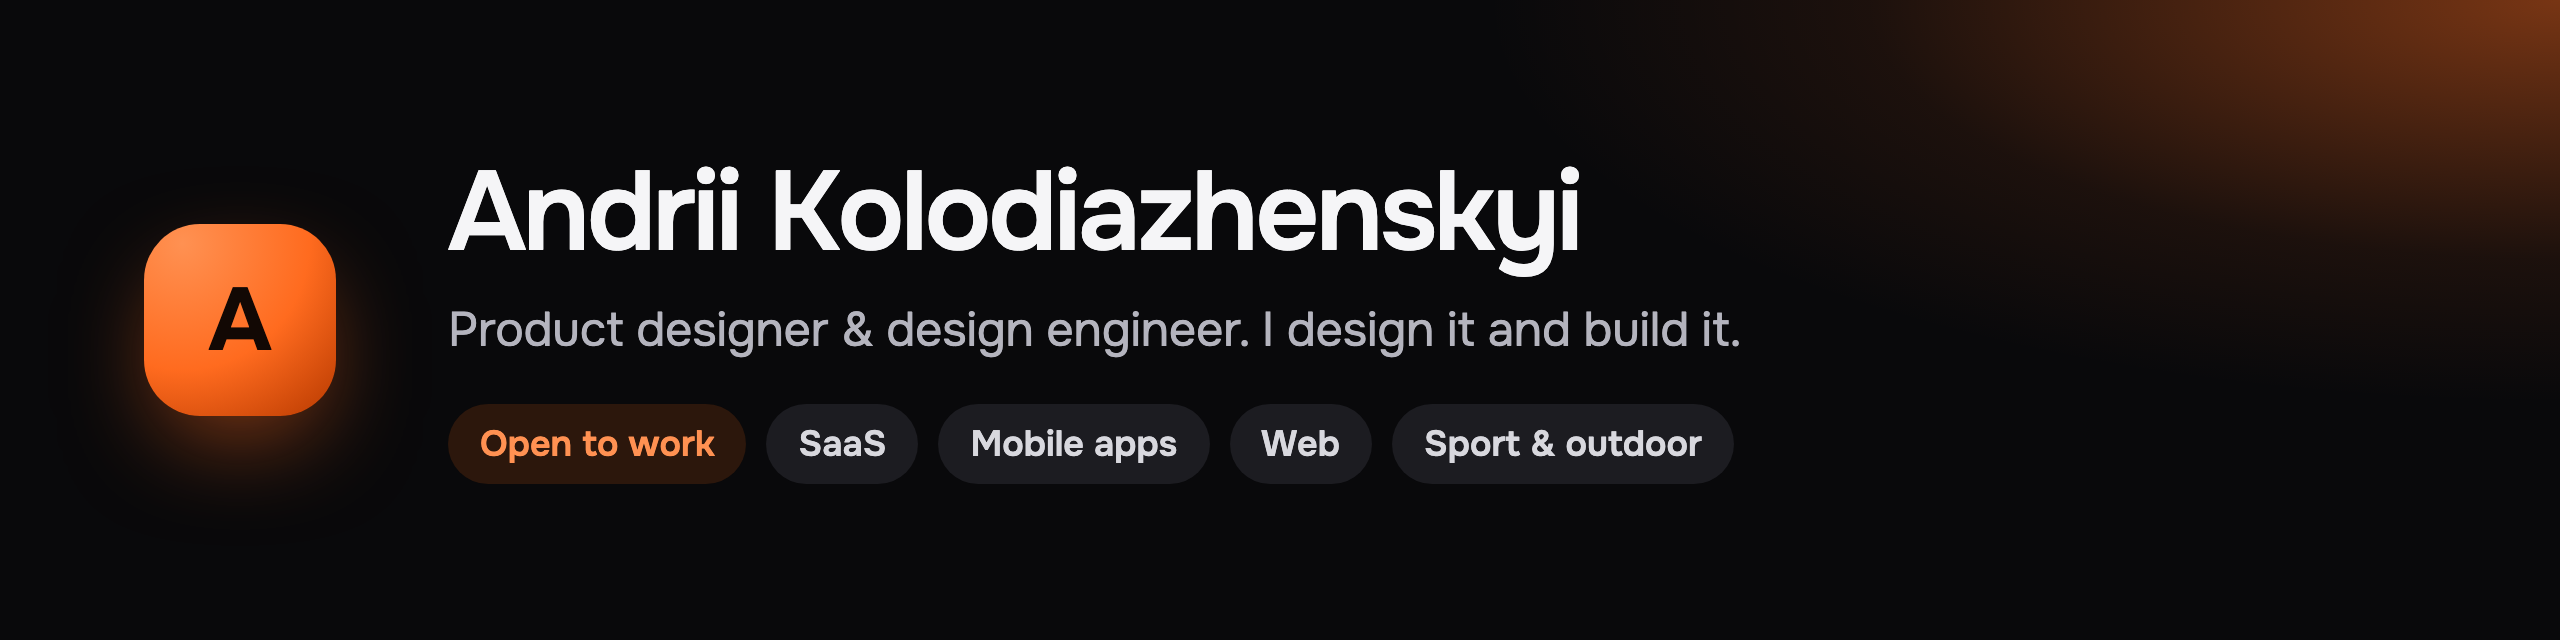 A
Andrii Kolodiazhenskyi
Product designer & design engineer. I design it and build it.
Open to work SaaS Mobile apps Web Sport & outdoor